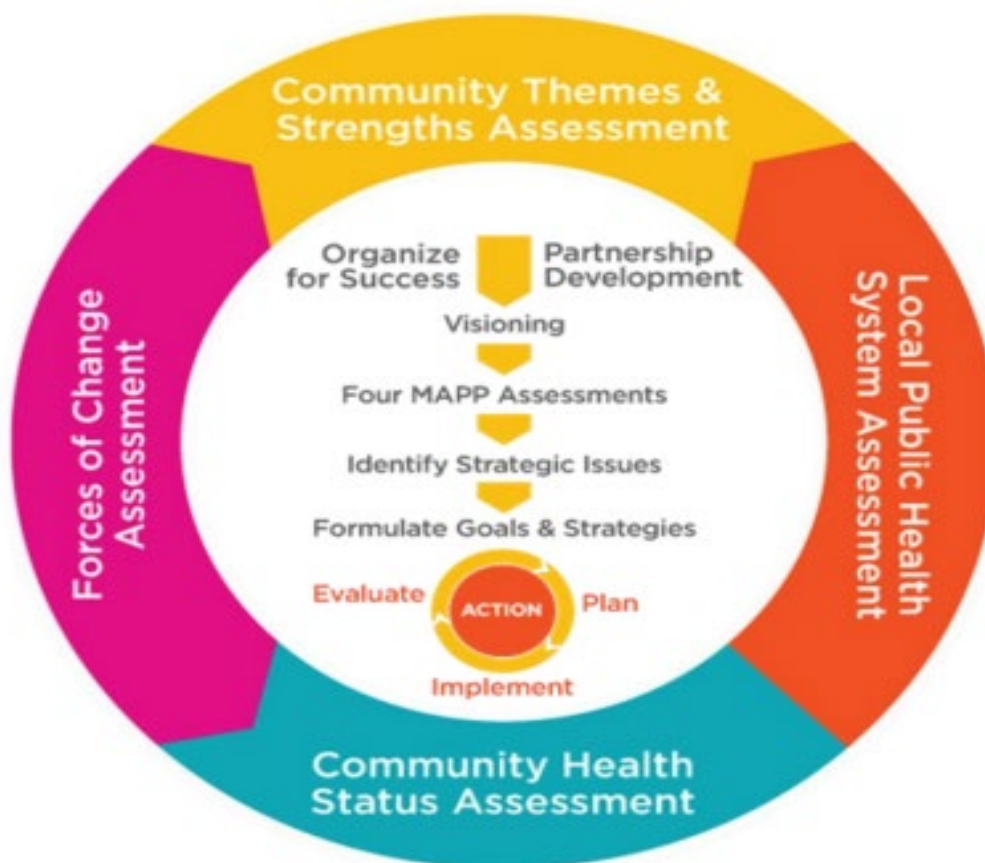 Community Themes &
Strengths Assessment
Organize
for Success
Partnership
Development
Visioning
Four MAPP Assessments
Identify Strategic Issues
Formulate Goals & Strategies
Evaluate
ACTION
Plan
Implement
Forces of Change
Assessment
Local Public Health
System Assessment
Community Health
Status Assessment